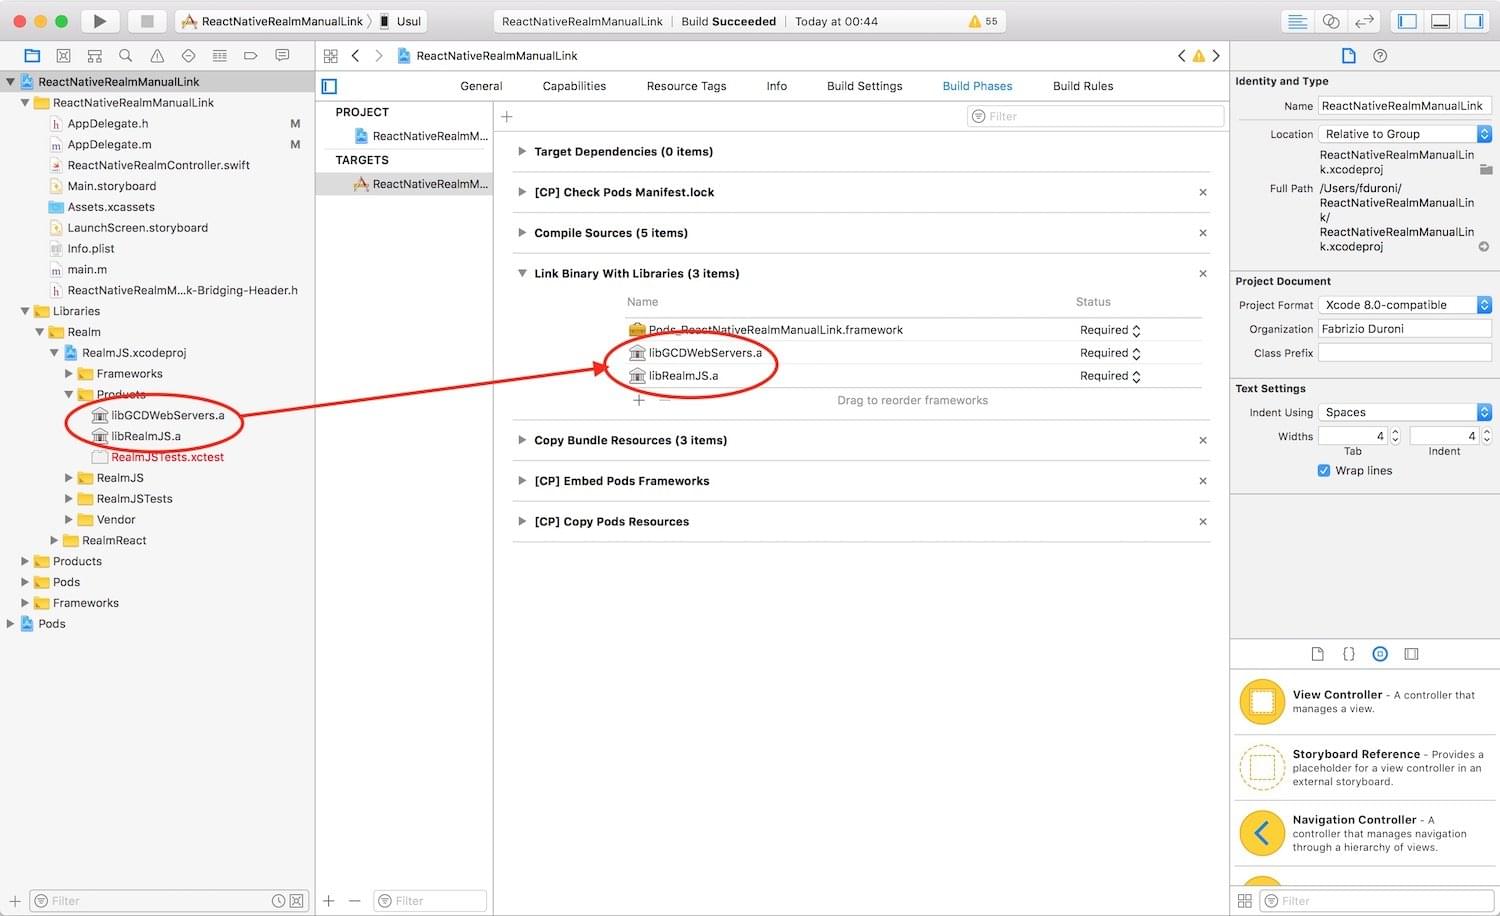 ReactNativeRealmManualLink
Usul
ReactNativeRealmManualLink
Build Succeeded
Today at 00:44
55
ReactNativeRealmManualLink
ReactNativeRealmManualLink
AppDelegate.h M
AppDelegate.m M
ReactNativeRealmController.swift
Main.storyboard
Assets.xcassets
LaunchScreen.storyboard
Info.plist
main.m
ReactNativeRealmM...k-Bridging-Header.h
Libraries
Realm
RealmJS.xcodeproj
Frameworks
Products
libGCDWebServers.a
libRealmJS.a
RealmJSTests.xctest
RealmJS
RealmJSTests
Vendor
RealmReact
Products
Pods
Frameworks
Pods
Filter
ReactNativeRealmManualLink
General
Capabilities
Resource Tags
Info
Build Settings
Build Phases
Build Rules
PROJECT
ReactNativeRealmM...
TARGETS
ReactNativeRealmM...
Filter
Filter
Target Dependencies (0 items)
[CP] Check Pods Manifest.lock
Compile Sources (5 items)
Link Binary With Libraries (3 items)
Name Status
Pods_ReactNativeRealmManualLink.framework Required
libGCDWebServers.a Required
libRealmJS.a Required
Drag to reorder frameworks
Copy Bundle Resources (3 items)
[CP] Embed Pods Frameworks
[CP] Copy Pods Resources
Identity and Type
Name ReactNativeRealmManualLink
Location Relative to Group
ReactNativeRealmManualLin
k.xcodeproj
Full Path /Users/fduroni/
ReactNativeRealmManualLin
k/
ReactNativeRealmManualLin
k.xcodeproj
Project Document
Project Format Xcode 8.0-compatible
Organization Fabrizio Duroni
Class Prefix
Text Settings
Indent Using Spaces
Widths 4 4
Tab Indent
Wrap lines
{}
View Controller - A controller that
manages a view.
Storyboard Reference - Provides a
placeholder for a view controller in an
external storyboard.
Navigation Controller - A
controller that manages navigation
through a hierarchy of views.
Filter